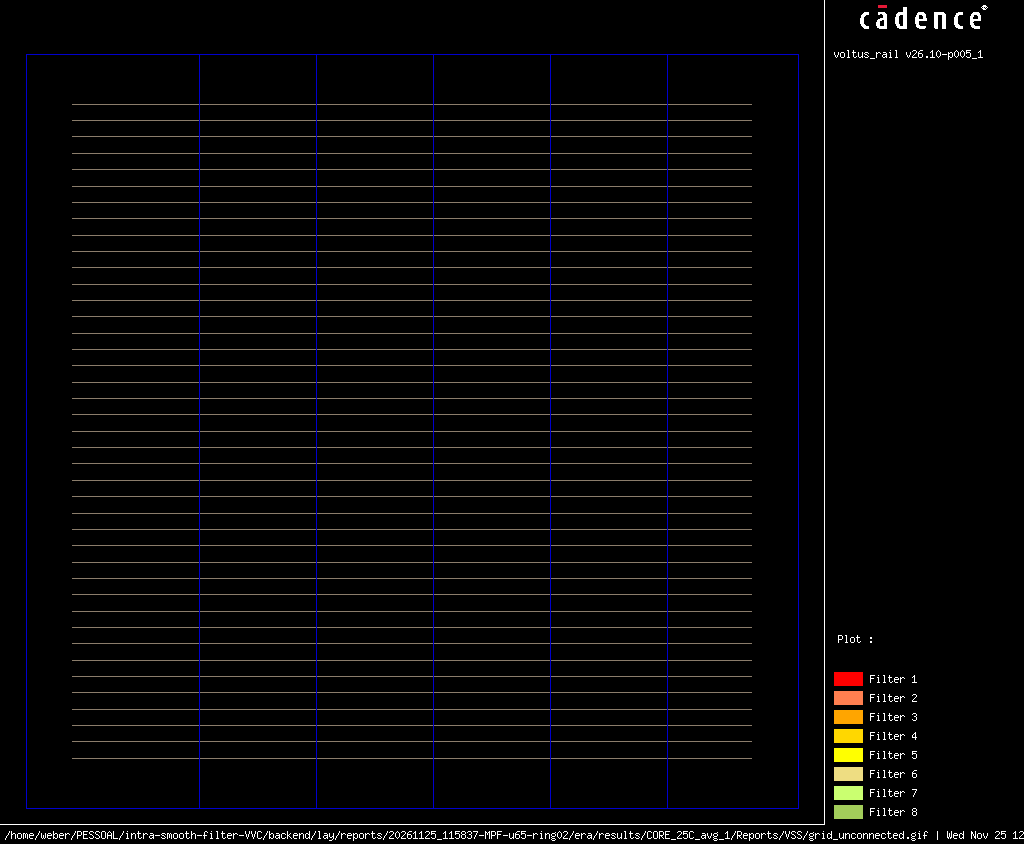 cādence®
voltus_rail v26.10-p005_1
Plot :
Filter 1
Filter 2
Filter 3
Filter 4
Filter 5
Filter 6
Filter 7
Filter 8
/home/weber/PESSOAL/intra-smooth-filter-VVC/backend/lay/reports/20261125_115837-MPF-u65-ring02/era/results/CORE_25C_avg_1/Reports/VSS/grid_unconnected.gif | Wed Nov 25 12